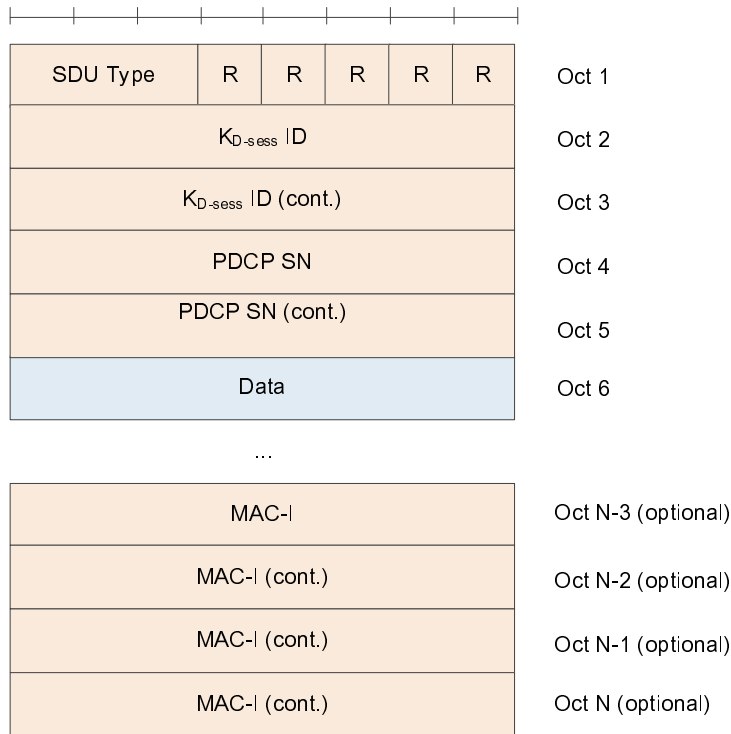 SDU Type R R R R R Oct 1
K_D-sess ID Oct 2
K_D-sess ID (cont.) Oct 3
PDCP SN Oct 4
PDCP SN (cont.) Oct 5
Data Oct 6
...
MAC-I Oct N-3 (optional)
MAC-I (cont.) Oct N-2 (optional)
MAC-I (cont.) Oct N-1 (optional)
MAC-I (cont.) Oct N (optional)